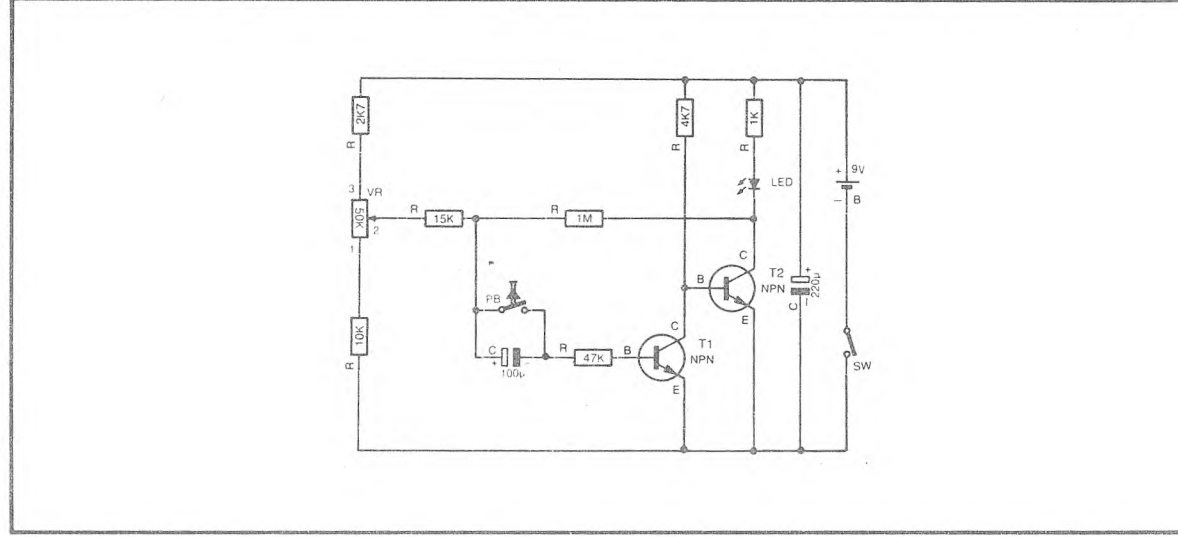 2K7
R
4K7
R
1K
R
LED
+ 9V
− B
3 VR
50K
2
1
R
15K
R
1M
PB
C
+ −
100µ
R
47K
B
C
T1
NPN
E
B
C
T2
NPN
E
+
220µ
C −
SW
10K
R